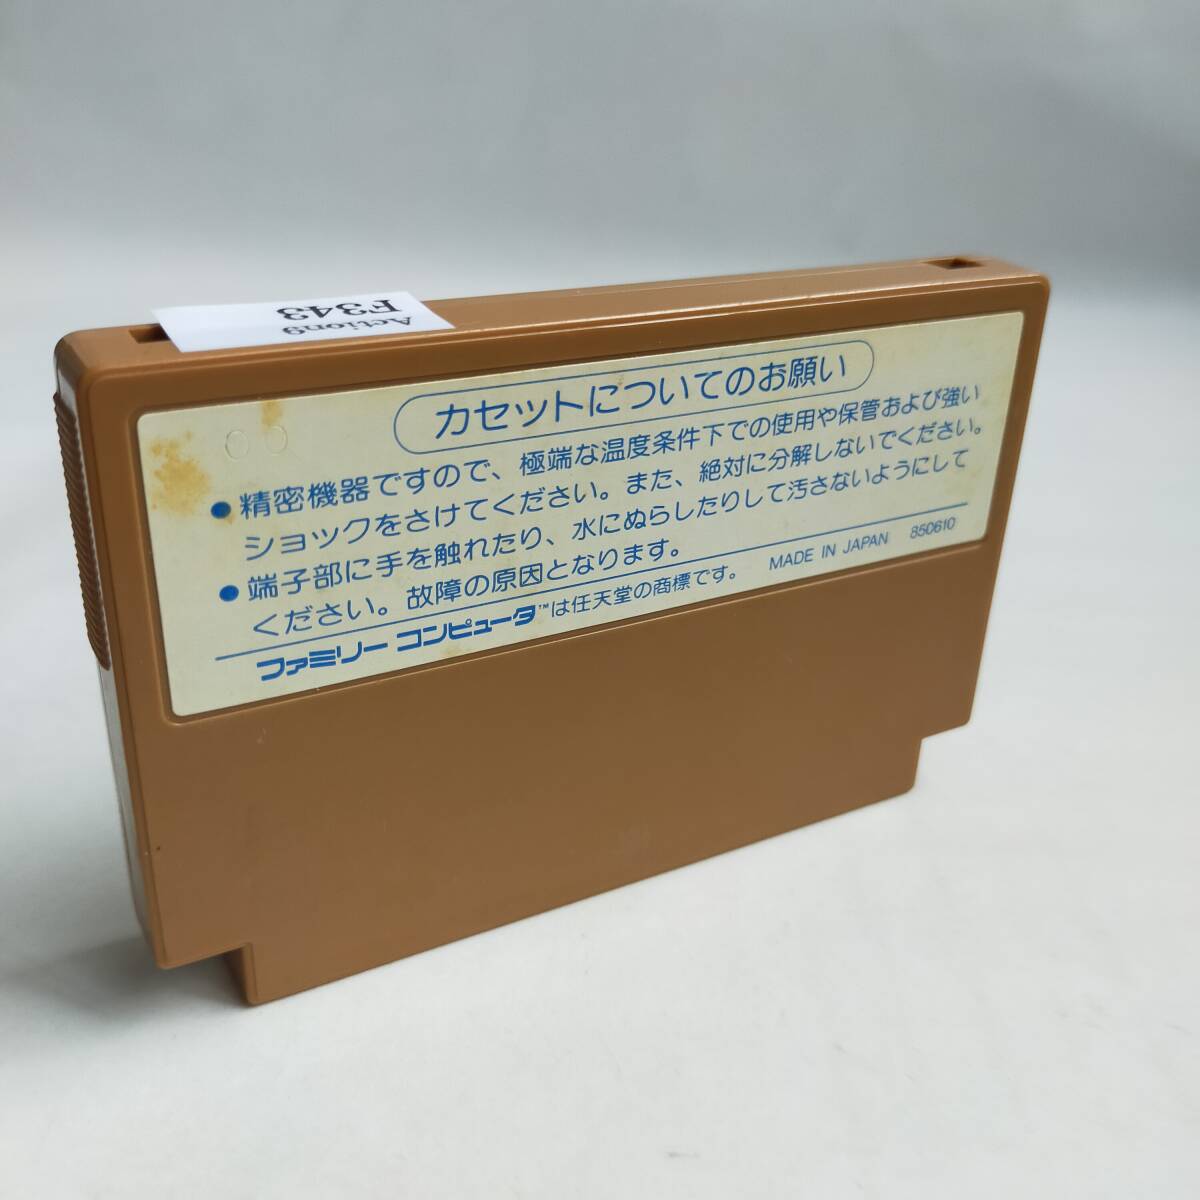 Action9
F343
カセットについてのお願い
●精密機器ですので、極端な温度条件下での使用や保管および強い
ショックをさけてください。また、絶対に分解しないでください。
●端子部に手を触れたり、水にぬらしたりして汚さないようにして
ください。故障の原因となります。
MADE IN JAPAN 850610
ファミリー コンピュータ™は任天堂の商標です。